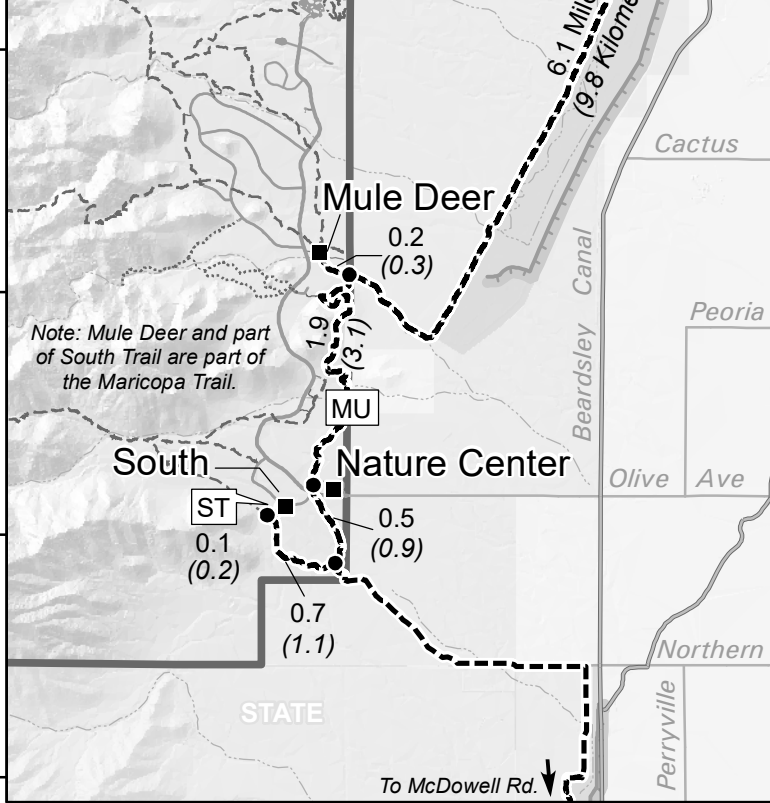 6.1 Mile
(9.8 Kilome
Cactus
Mule Deer
0.2
(0.3)
Beardsley Canal
Peoria
1.9
(3.1)
Note: Mule Deer and part
of South Trail are part of
the Maricopa Trail.
MU
South
Nature Center
Olive Ave
ST
0.1
(0.2)
0.5
(0.9)
0.7
(1.1)
Northern
Perryville
STATE
To McDowell Rd.